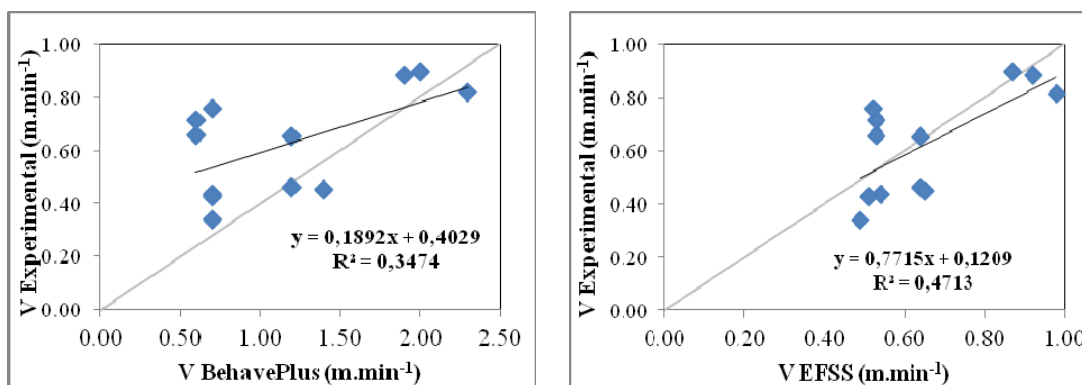 1.00
0.80
0.60
0.40
0.20
0.00
V Experimental (m.min⁻¹)
y = 0,1892x + 0,4029
R² = 0,3474
0.00 0.50 1.00 1.50 2.00 2.50
V BehavePlus (m.min⁻¹)
1.00
0.80
0.60
0.40
0.20
0.00
V Experimental (m.min⁻¹)
y = 0,7715x + 0,1209
R² = 0,4713
0.00 0.20 0.40 0.60 0.80 1.00
V EFSS (m.min⁻¹)